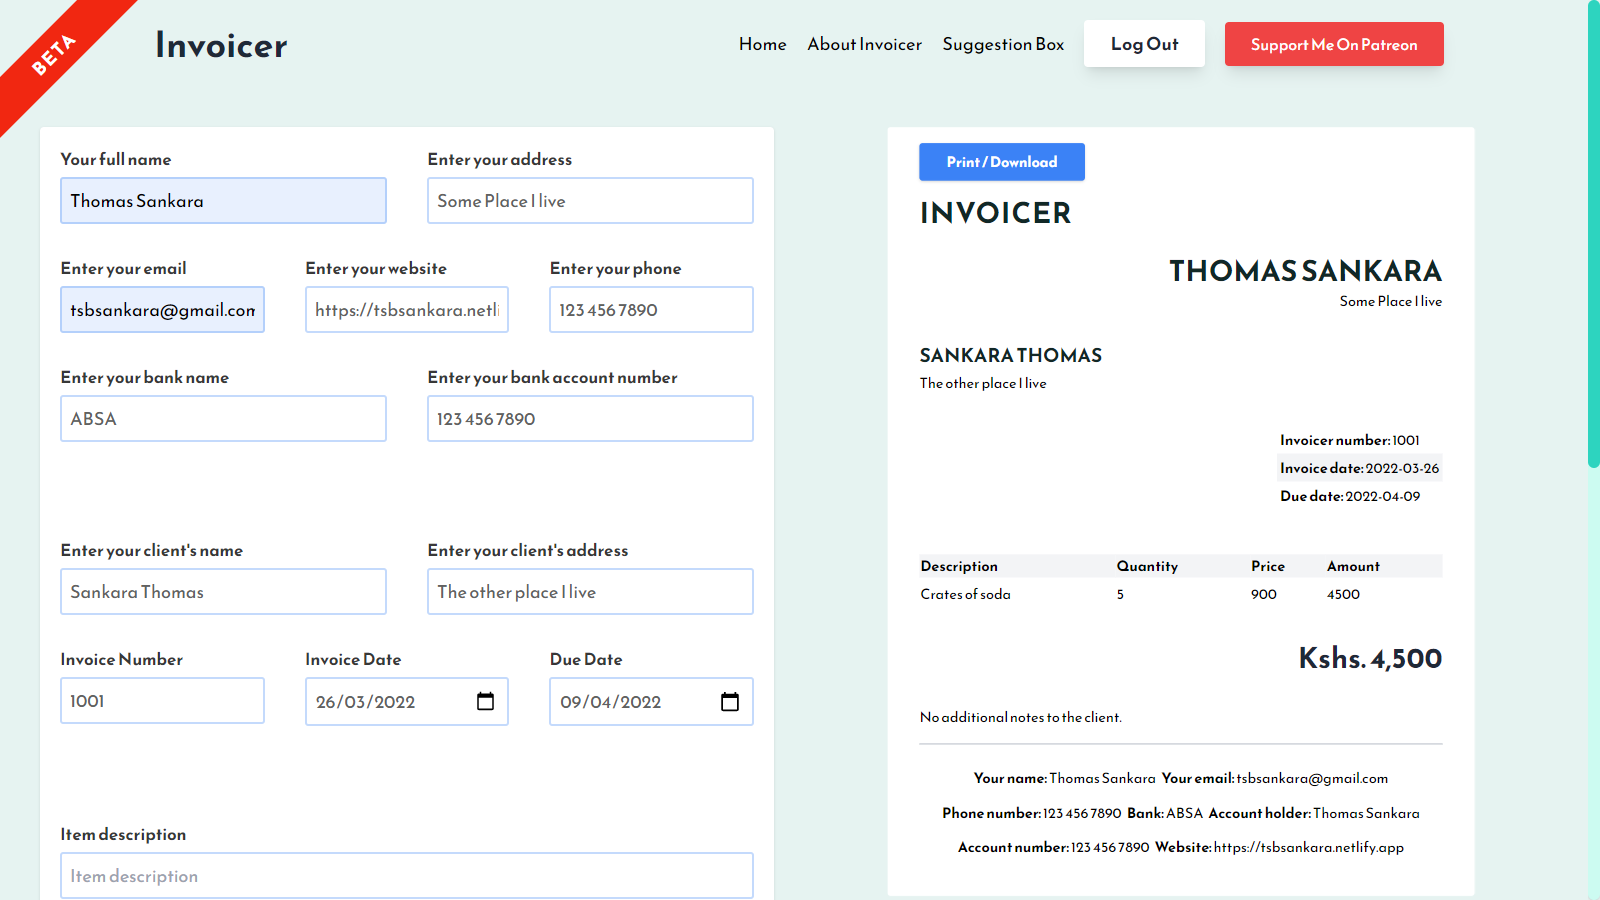 BETA
Invoicer
Home About Invoicer Suggestion Box Log Out Support Me On Patreon
Your full name Enter your address
Thomas Sankara Some Place I live
Enter your email Enter your website Enter your phone
tsbsankara@gmail.com https://tsbsankara.netli 123 456 7890
Enter your bank name Enter your bank account number
ABSA 123 456 7890
Enter your client's name Enter your client's address
Sankara Thomas The other place I live
Invoice Number Invoice Date Due Date
1001 26/03/2022 09/04/2022
Item description
Item description
Print / Download
INVOICER
THOMAS SANKARA
Some Place I live
SANKARA THOMAS
The other place I live
Invoicer number: 1001
Invoice date: 2022-03-26
Due date: 2022-04-09
Description Quantity Price Amount
Crates of soda 5 900 4500
Kshs. 4,500
No additional notes to the client.
Your name: Thomas Sankara Your email: tsbsankara@gmail.com
Phone number: 123 456 7890 Bank: ABSA Account holder: Thomas Sankara
Account number: 123 456 7890 Website: https://tsbsankara.netlify.app